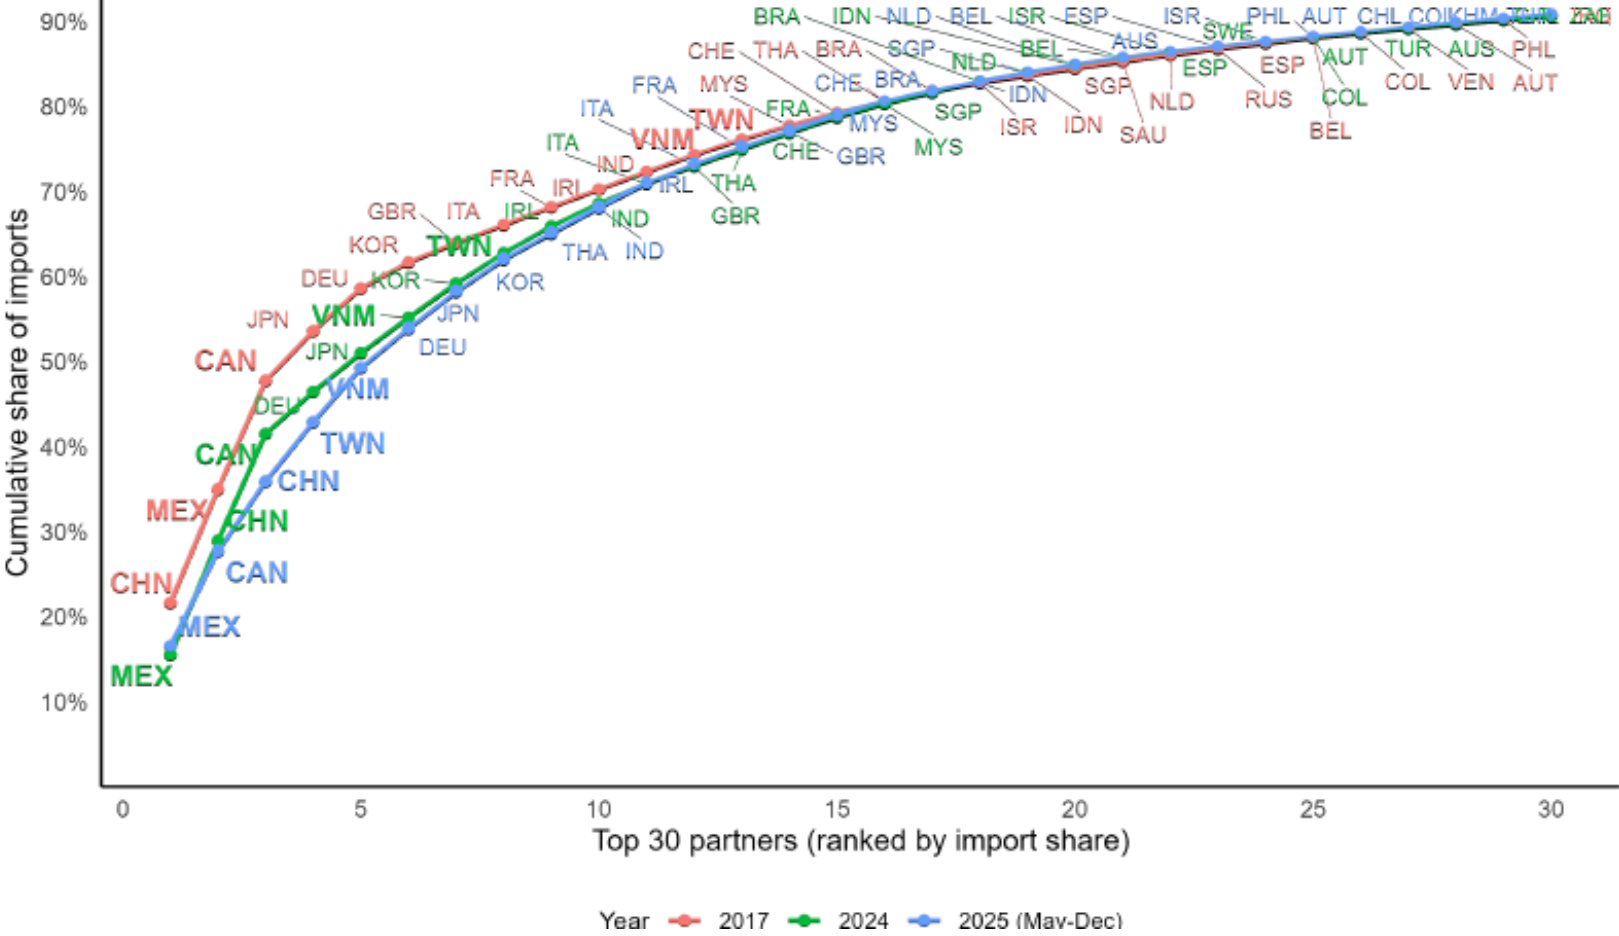 90%
BRA IDN NLD BEL ISR ESP ISR PHL AUT CHL COL KHM
SWE
CHE THA BRA SGP BEL AUS AUT TUR AUS PHL
NLD ESP ESP
FRA MYS CHE BRA SGP COL COL VEN AUT
80%
ITA TWN FRA SGP IDN NLD RUS
VNM MYS ISR IDN SAU BEL
ITA IND CHE GBR MYS
70%
FRA IRL IRL THA
GBR ITA IRL IND GBR
KOR TWN THA IND
60%
DEU KOR KOR
JPN VNM JPN
CAN JPN DEU
50%
DEU VNM
CAN TWN
40%
CHN
MEX CHN
30%
CHN CAN
20%
MEX
MEX
10%
Cumulative share of imports
0 5 10 15 20 25 30
Top 30 partners (ranked by import share)
Year 2017 2024 2025 (May-Dec)